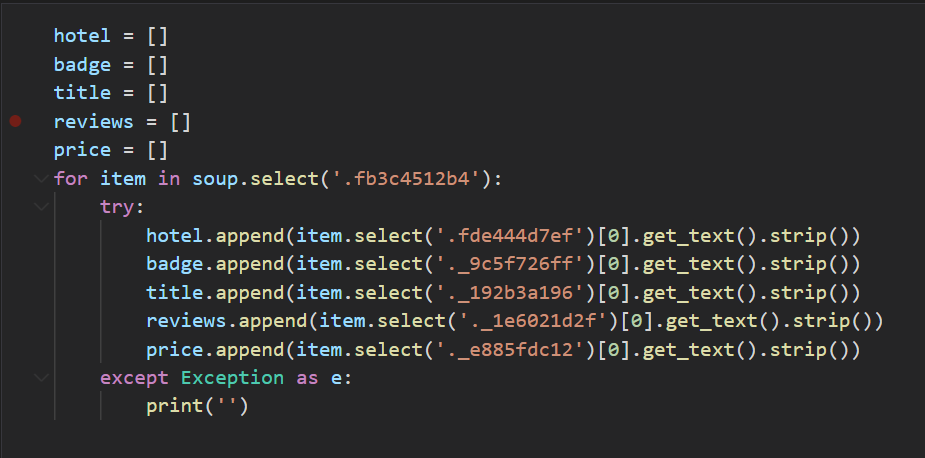 hotel = []
badge = []
title = []
reviews = []
price = []
for item in soup.select('.fb3c4512b4'):
    try:
        hotel.append(item.select('.fde444d7ef')[0].get_text().strip())
        badge.append(item.select('._9c5f726ff')[0].get_text().strip())
        title.append(item.select('._192b3a196')[0].get_text().strip())
        reviews.append(item.select('._1e6021d2f')[0].get_text().strip())
        price.append(item.select('._e885fdc12')[0].get_text().strip())
    except Exception as e:
        print('')